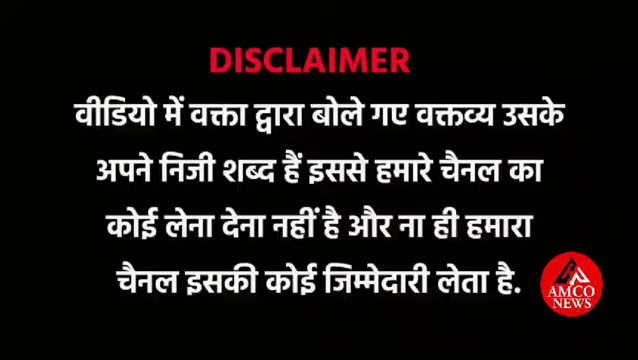 DISCLAIMER
वीडियो में वक्ता द्वारा बोले गए वक्तव्य उसके
अपने निजी शब्द हैं इससे हमारे चैनल का
कोई लेना देना नहीं है और ना ही हमारा
चैनल इसकी कोई जिम्मेदारी लेता है.
AMCO
NEWS